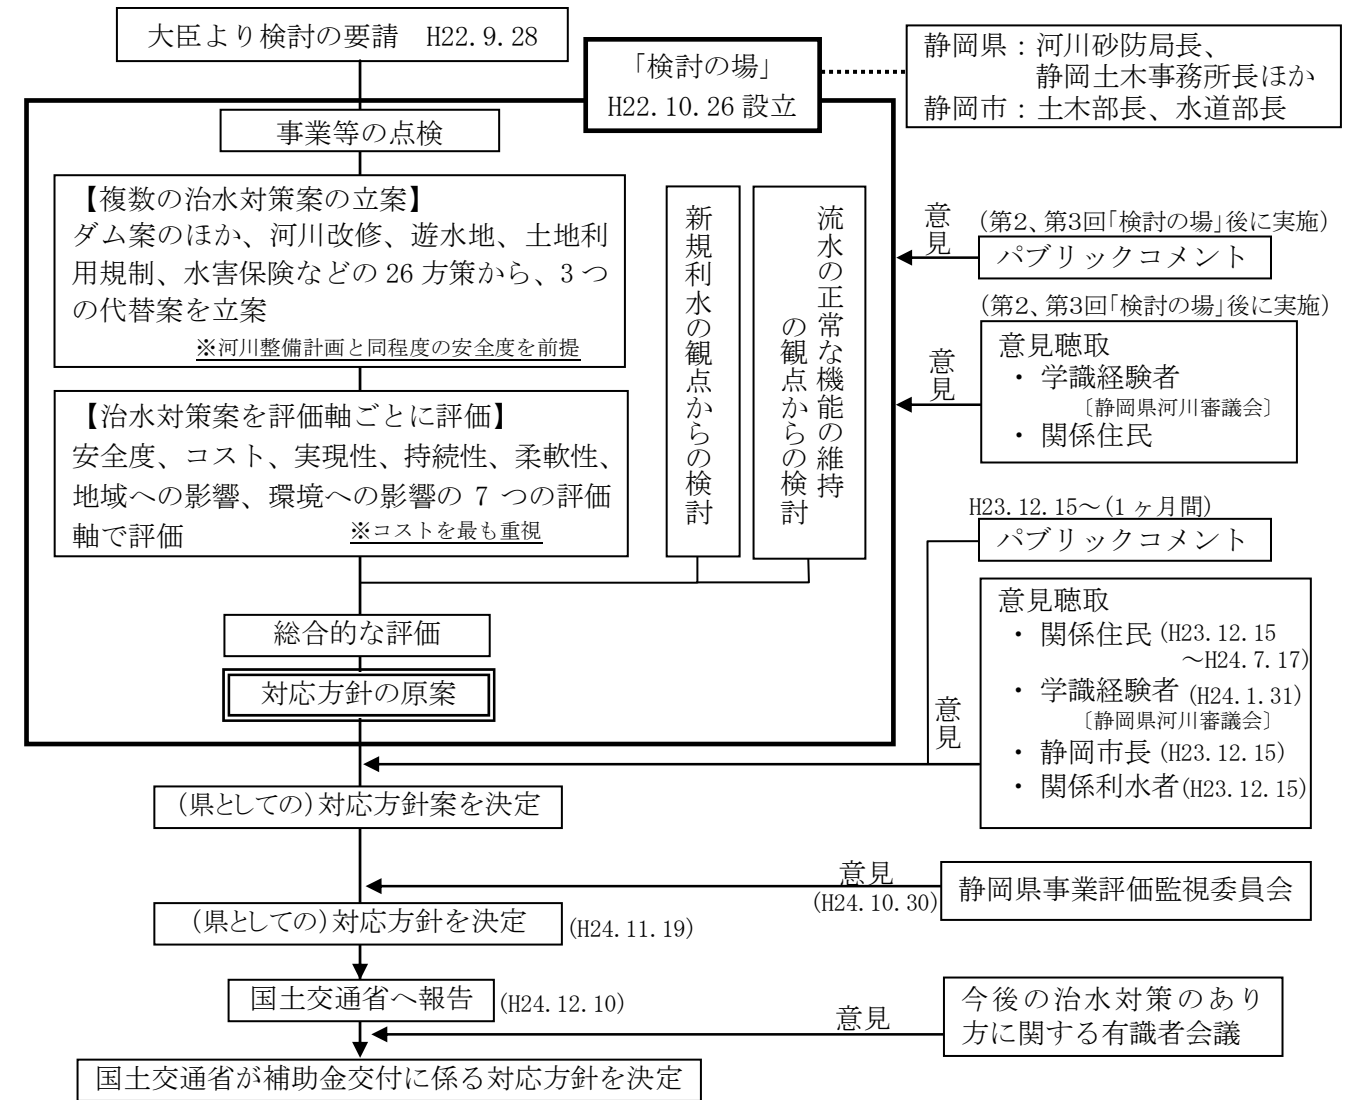 大臣より検討の要請　H22.9.28
「検討の場」
H22.10.26 設立
静岡県：河川砂防局長、
静岡土木事務所長ほか
静岡市：土木部長、水道部長
事業等の点検
【複数の治水対策案の立案】
ダム案のほか、河川改修、遊水地、土地利
用規制、水害保険などの 26 方策から、3 つ
の代替案を立案
※河川整備計画と同程度の安全度を前提
【治水対策案を評価軸ごとに評価】
安全度、コスト、実現性、持続性、柔軟性、
地域への影響、環境への影響の 7 つの評価
軸で評価
※コストを最も重視
新規利水の観点からの検討
流水の正常な機能の維持
の観点からの検討
意見
(第2、第3回「検討の場」後に実施)
パブリックコメント
(第2、第3回「検討の場」後に実施)
意見
意見聴取
・ 学識経験者
〔静岡県河川審議会〕
・ 関係住民
総合的な評価
対応方針の原案
H23.12.15～(1 ヶ月間)
パブリックコメント
意見
意見聴取
・ 関係住民 (H23.12.15
～H24.7.17)
・ 学識経験者 (H24.1.31)
〔静岡県河川審議会〕
・ 静岡市長 (H23.12.15)
・ 関係利水者(H23.12.15)
(県としての)対応方針案を決定
意見
(H24.10.30)
静岡県事業評価監視委員会
(県としての)対応方針を決定
(H24.11.19)
国土交通省へ報告
(H24.12.10)
意見
今後の治水対策のあり
方に関する有識者会議
国土交通省が補助金交付に係る対応方針を決定